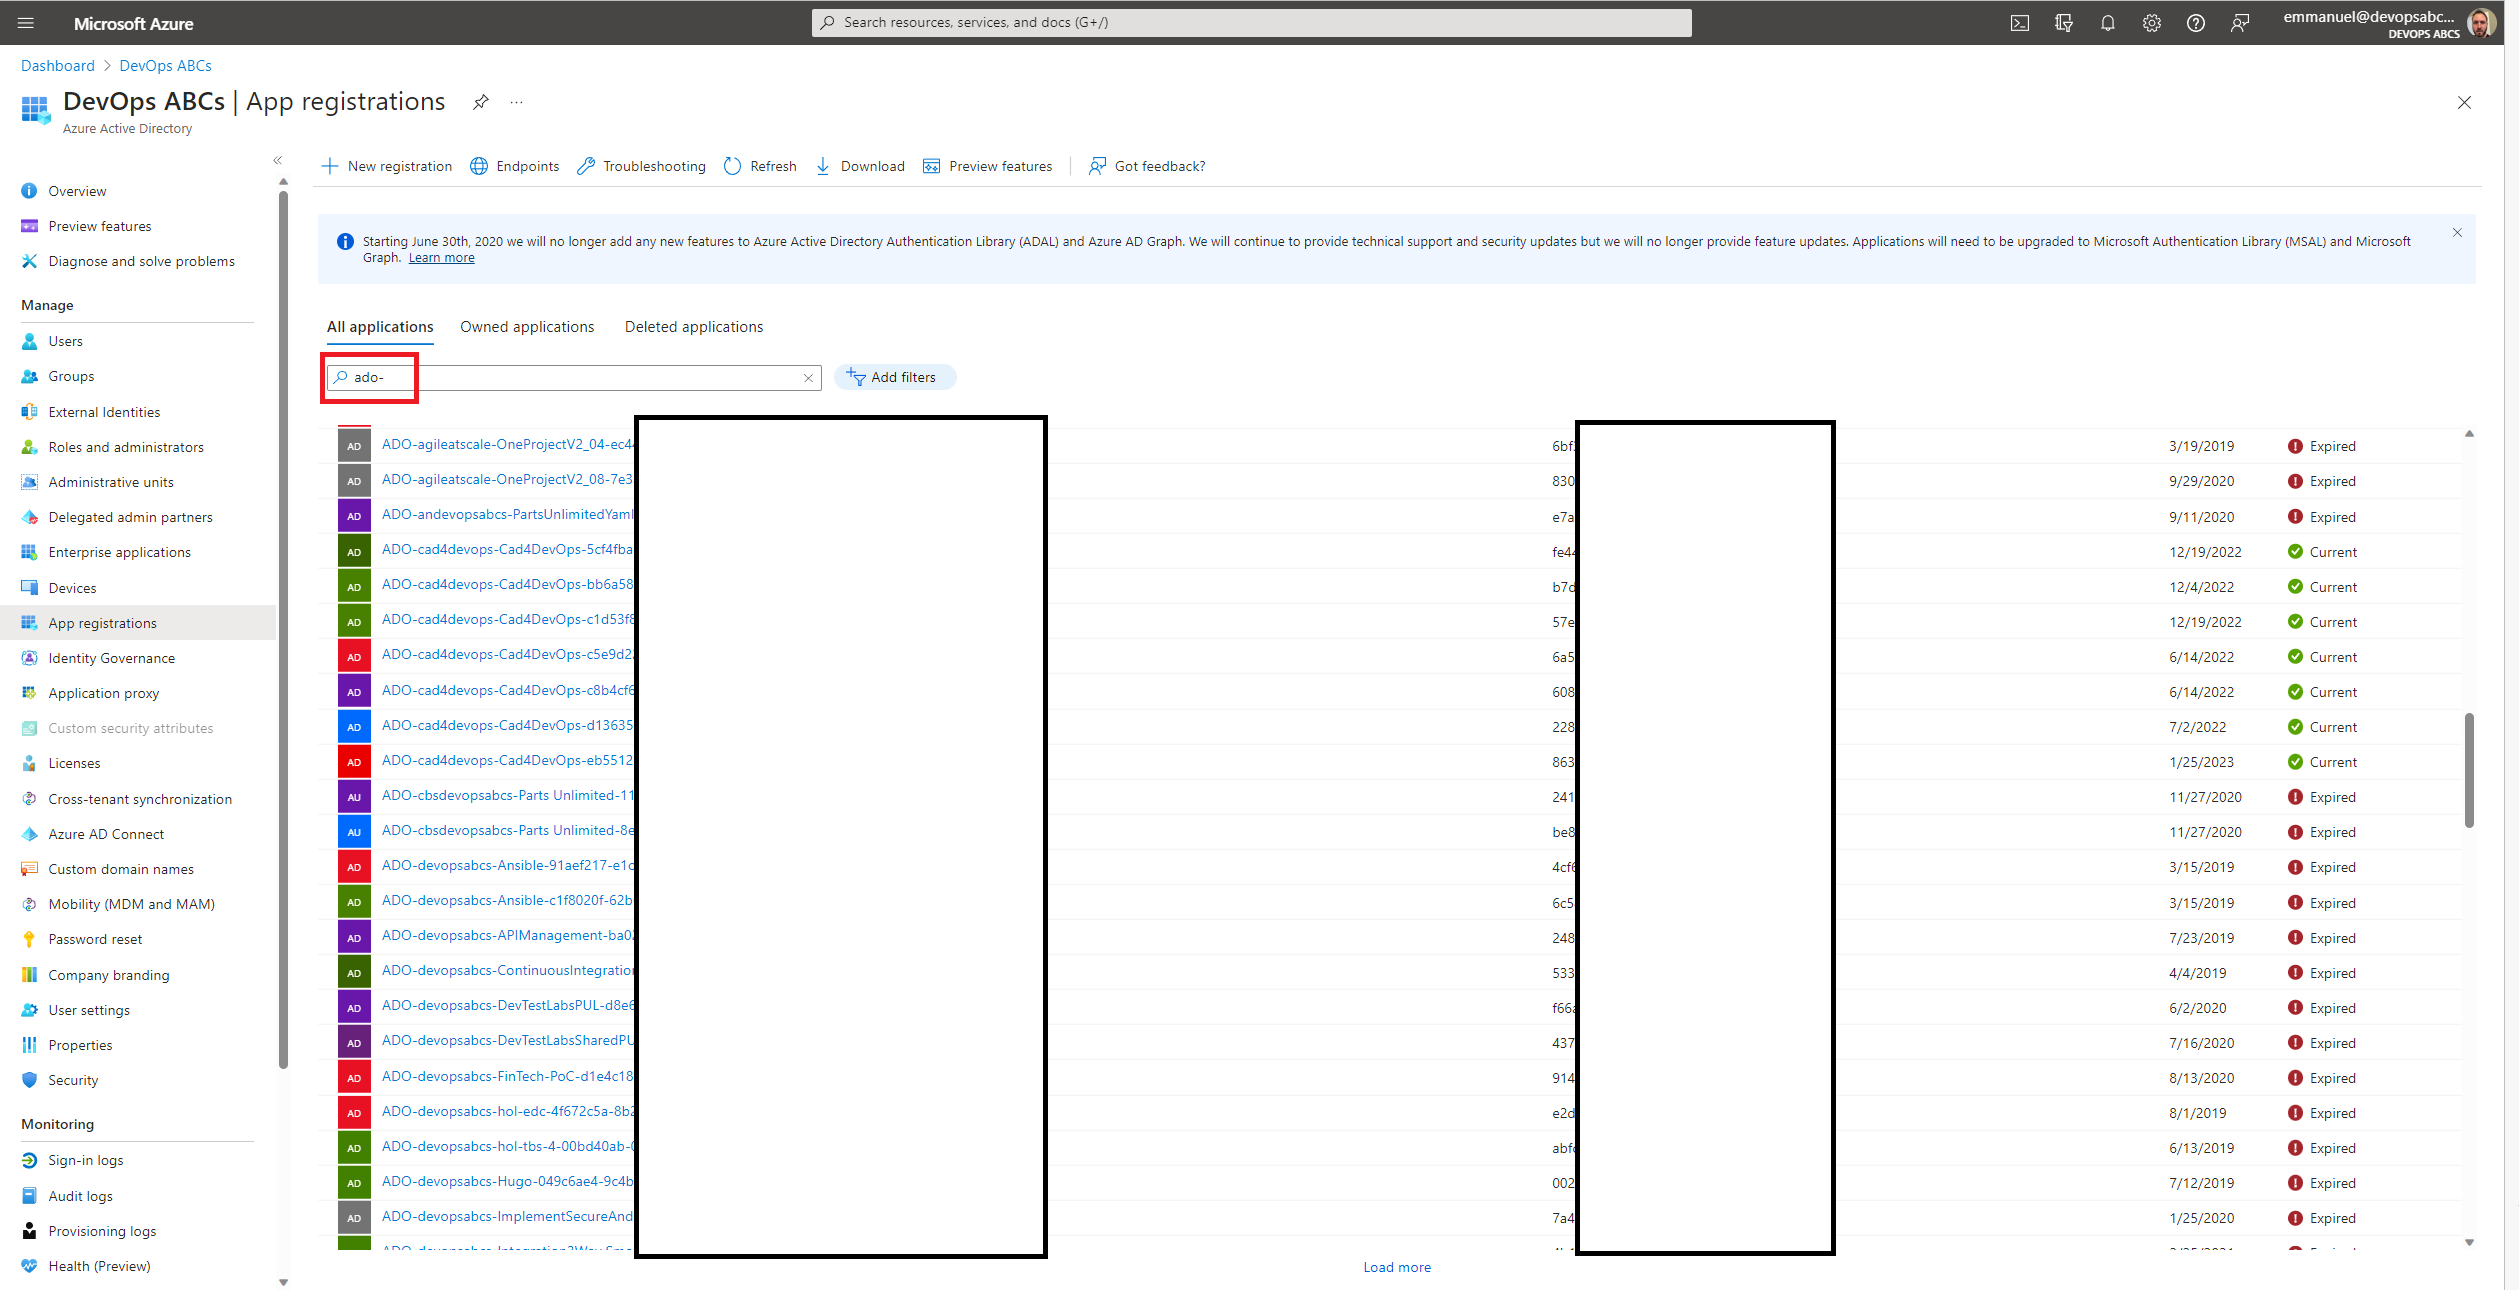 Microsoft Azure
Search resources, services, and docs (G+/)
emmanuel@devopsabc...
DEVOPS ABCS
Dashboard > DevOps ABCs
DevOps ABCs | App registrations
Azure Active Directory
New registration
Endpoints
Troubleshooting
Refresh
Download
Preview features
Got feedback?
Overview
Preview features
Diagnose and solve problems
Manage
Users
Groups
External Identities
Roles and administrators
Administrative units
Delegated admin partners
Enterprise applications
Devices
App registrations
Identity Governance
Application proxy
Custom security attributes
Licenses
Cross-tenant synchronization
Azure AD Connect
Custom domain names
Mobility (MDM and MAM)
Password reset
Company branding
User settings
Properties
Security
Monitoring
Sign-in logs
Audit logs
Provisioning logs
Health (Preview)
Starting June 30th, 2020 we will no longer add any new features to Azure Active Directory Authentication Library (ADAL) and Azure AD Graph. We will continue to provide technical support and security updates but we will no longer provide feature updates. Applications will need to be upgraded to Microsoft Authentication Library (MSAL) and Microsoft
Graph. Learn more
All applications
Owned applications
Deleted applications
ado-
Add filters
AD ADO-agileatscale-OneProjectV2_04-ec4 6bf 3/19/2019 Expired
AD ADO-agileatscale-OneProjectV2_08-7e3 830 9/29/2020 Expired
AD ADO-andevopsabcs-PartsUnlimitedYaml e7a 9/11/2020 Expired
AD ADO-cad4devops-Cad4DevOps-5cf4fba fe44 12/19/2022 Current
AD ADO-cad4devops-Cad4DevOps-bb6a58 b7d 12/4/2022 Current
AD ADO-cad4devops-Cad4DevOps-c1d53f8 57e 12/19/2022 Current
AD ADO-cad4devops-Cad4DevOps-c5e9d2 6a5 6/14/2022 Current
AD ADO-cad4devops-Cad4DevOps-c8b4cf6 608 6/14/2022 Current
AD ADO-cad4devops-Cad4DevOps-d13635 228 7/2/2022 Current
AD ADO-cad4devops-Cad4DevOps-eb5512 863 1/25/2023 Current
AU ADO-cbsdevopsabcs-Parts Unlimited-11 241 11/27/2020 Expired
AU ADO-cbsdevopsabcs-Parts Unlimited-8e be8 11/27/2020 Expired
AD ADO-devopsabcs-Ansible-91aef217-e1c 4cf6 3/15/2019 Expired
AD ADO-devopsabcs-Ansible-c1f8020f-62b 6c5 3/15/2019 Expired
AD ADO-devopsabcs-APIManagement-ba0 248 7/23/2019 Expired
AD ADO-devopsabcs-ContinuousIntegration 533 4/4/2019 Expired
AD ADO-devopsabcs-DevTestLabsPUL-d8e6 f66a 6/2/2020 Expired
AD ADO-devopsabcs-DevTestLabsSharedPU 437 7/16/2020 Expired
AD ADO-devopsabcs-FinTech-PoC-d1e4c18 914 8/13/2020 Expired
AD ADO-devopsabcs-hol-edc-4f672c5a-8b2 e2d 8/1/2019 Expired
AD ADO-devopsabcs-hol-tbs-4-00bd40ab- abf 6/13/2019 Expired
AD ADO-devopsabcs-Hugo-049c6ae4-9c4b 002 7/12/2019 Expired
AD ADO-devopsabcs-ImplementSecureAnd 7a4 1/25/2020 Expired
Load more